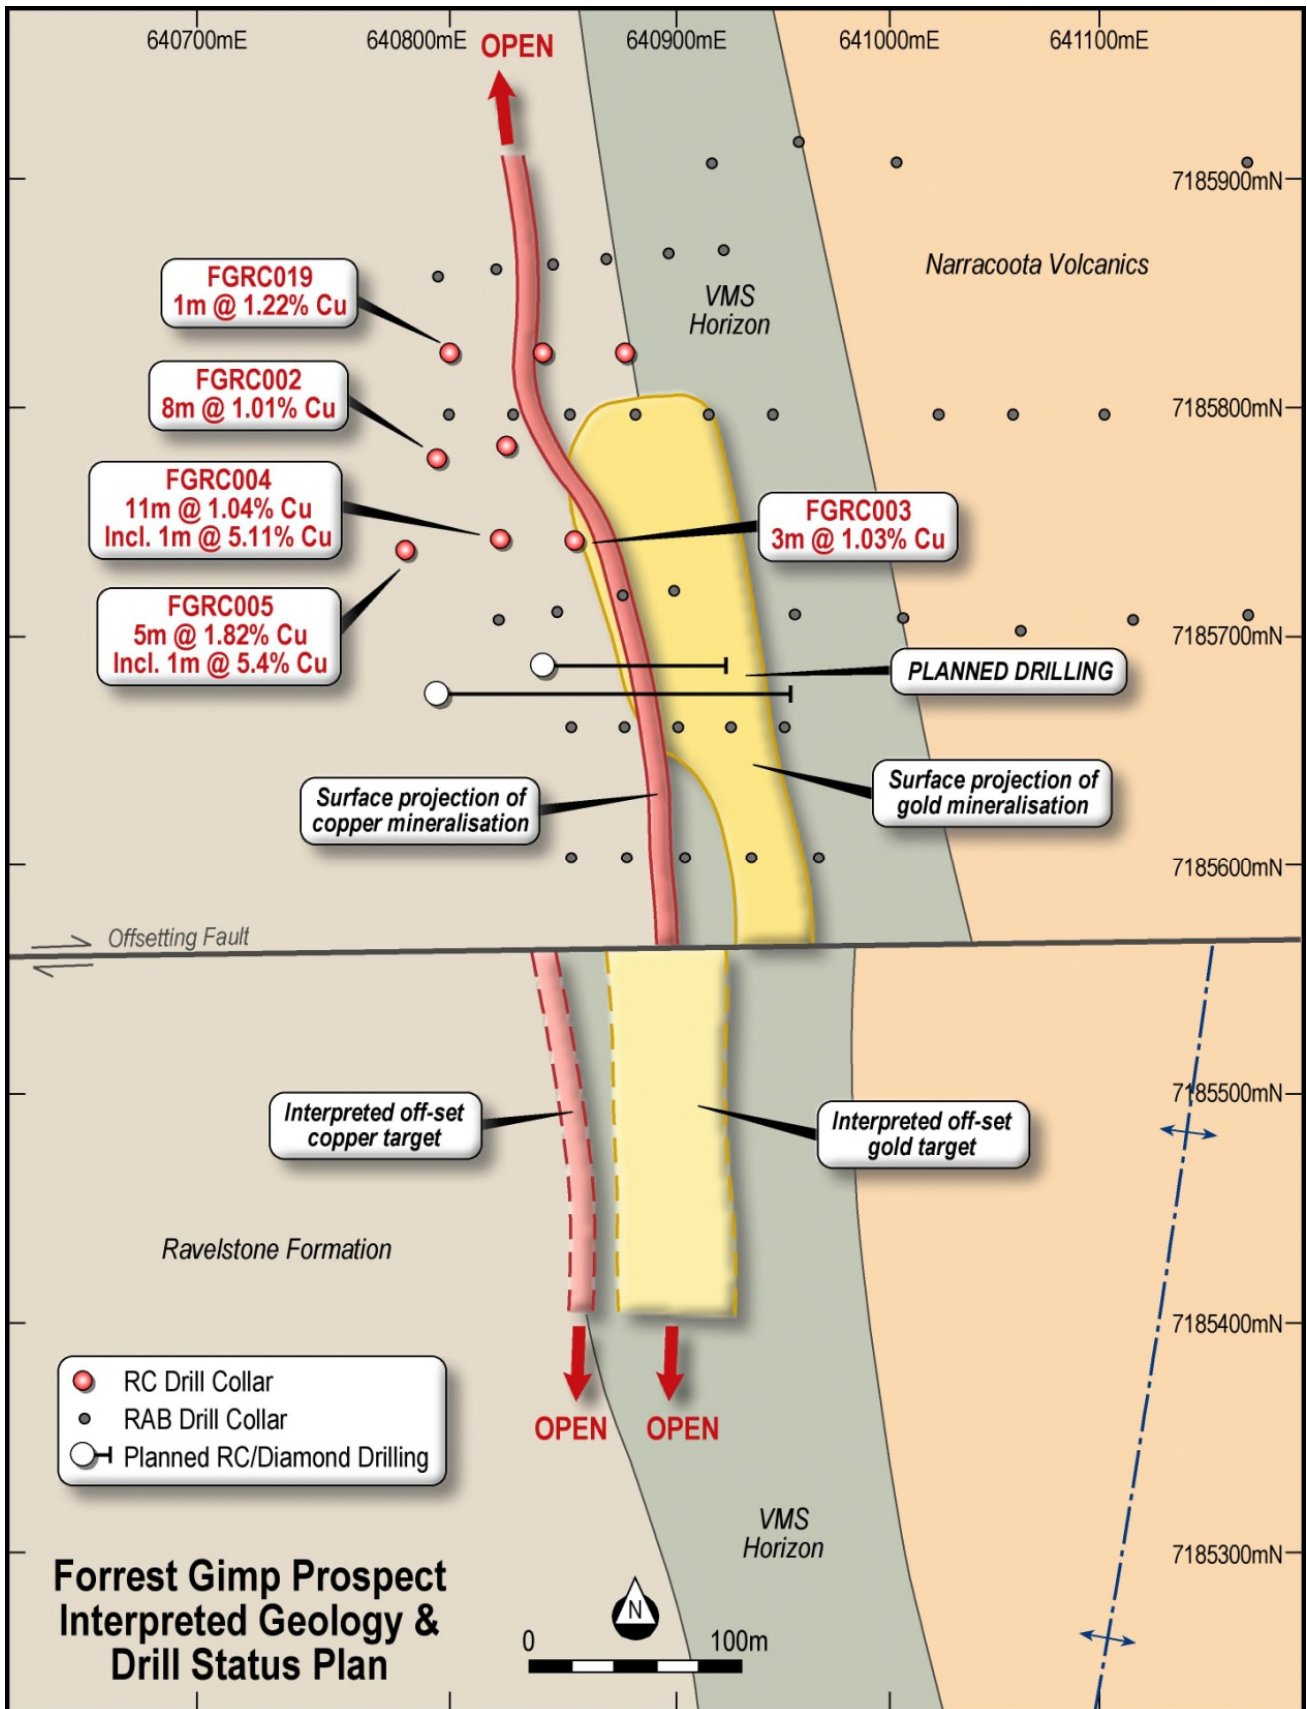 640700mE
640800mE
OPEN
640900mE
641000mE
641100mE
7185900mN
Narracoota Volcanics
FGRC019
1m @ 1.22% Cu
VMS
Horizon
FGRC002
8m @ 1.01% Cu
7185800mN
FGRC004
11m @ 1.04% Cu
Incl. 1m @ 5.11% Cu
FGRC003
3m @ 1.03% Cu
FGRC005
5m @ 1.82% Cu
Incl. 1m @ 5.4% Cu
7185700mN
PLANNED DRILLING
Surface projection of
copper mineralisation
Surface projection of
gold mineralisation
7185600mN
Offsetting Fault
7185500mN
Interpreted off-set
copper target
Interpreted off-set
gold target
Ravelstone Formation
7185400mN
RC Drill Collar
RAB Drill Collar
Planned RC/Diamond Drilling
OPEN
OPEN
VMS
Horizon
7185300mN
Forrest Gimp Prospect
Interpreted Geology &
Drill Status Plan
N
0
100m